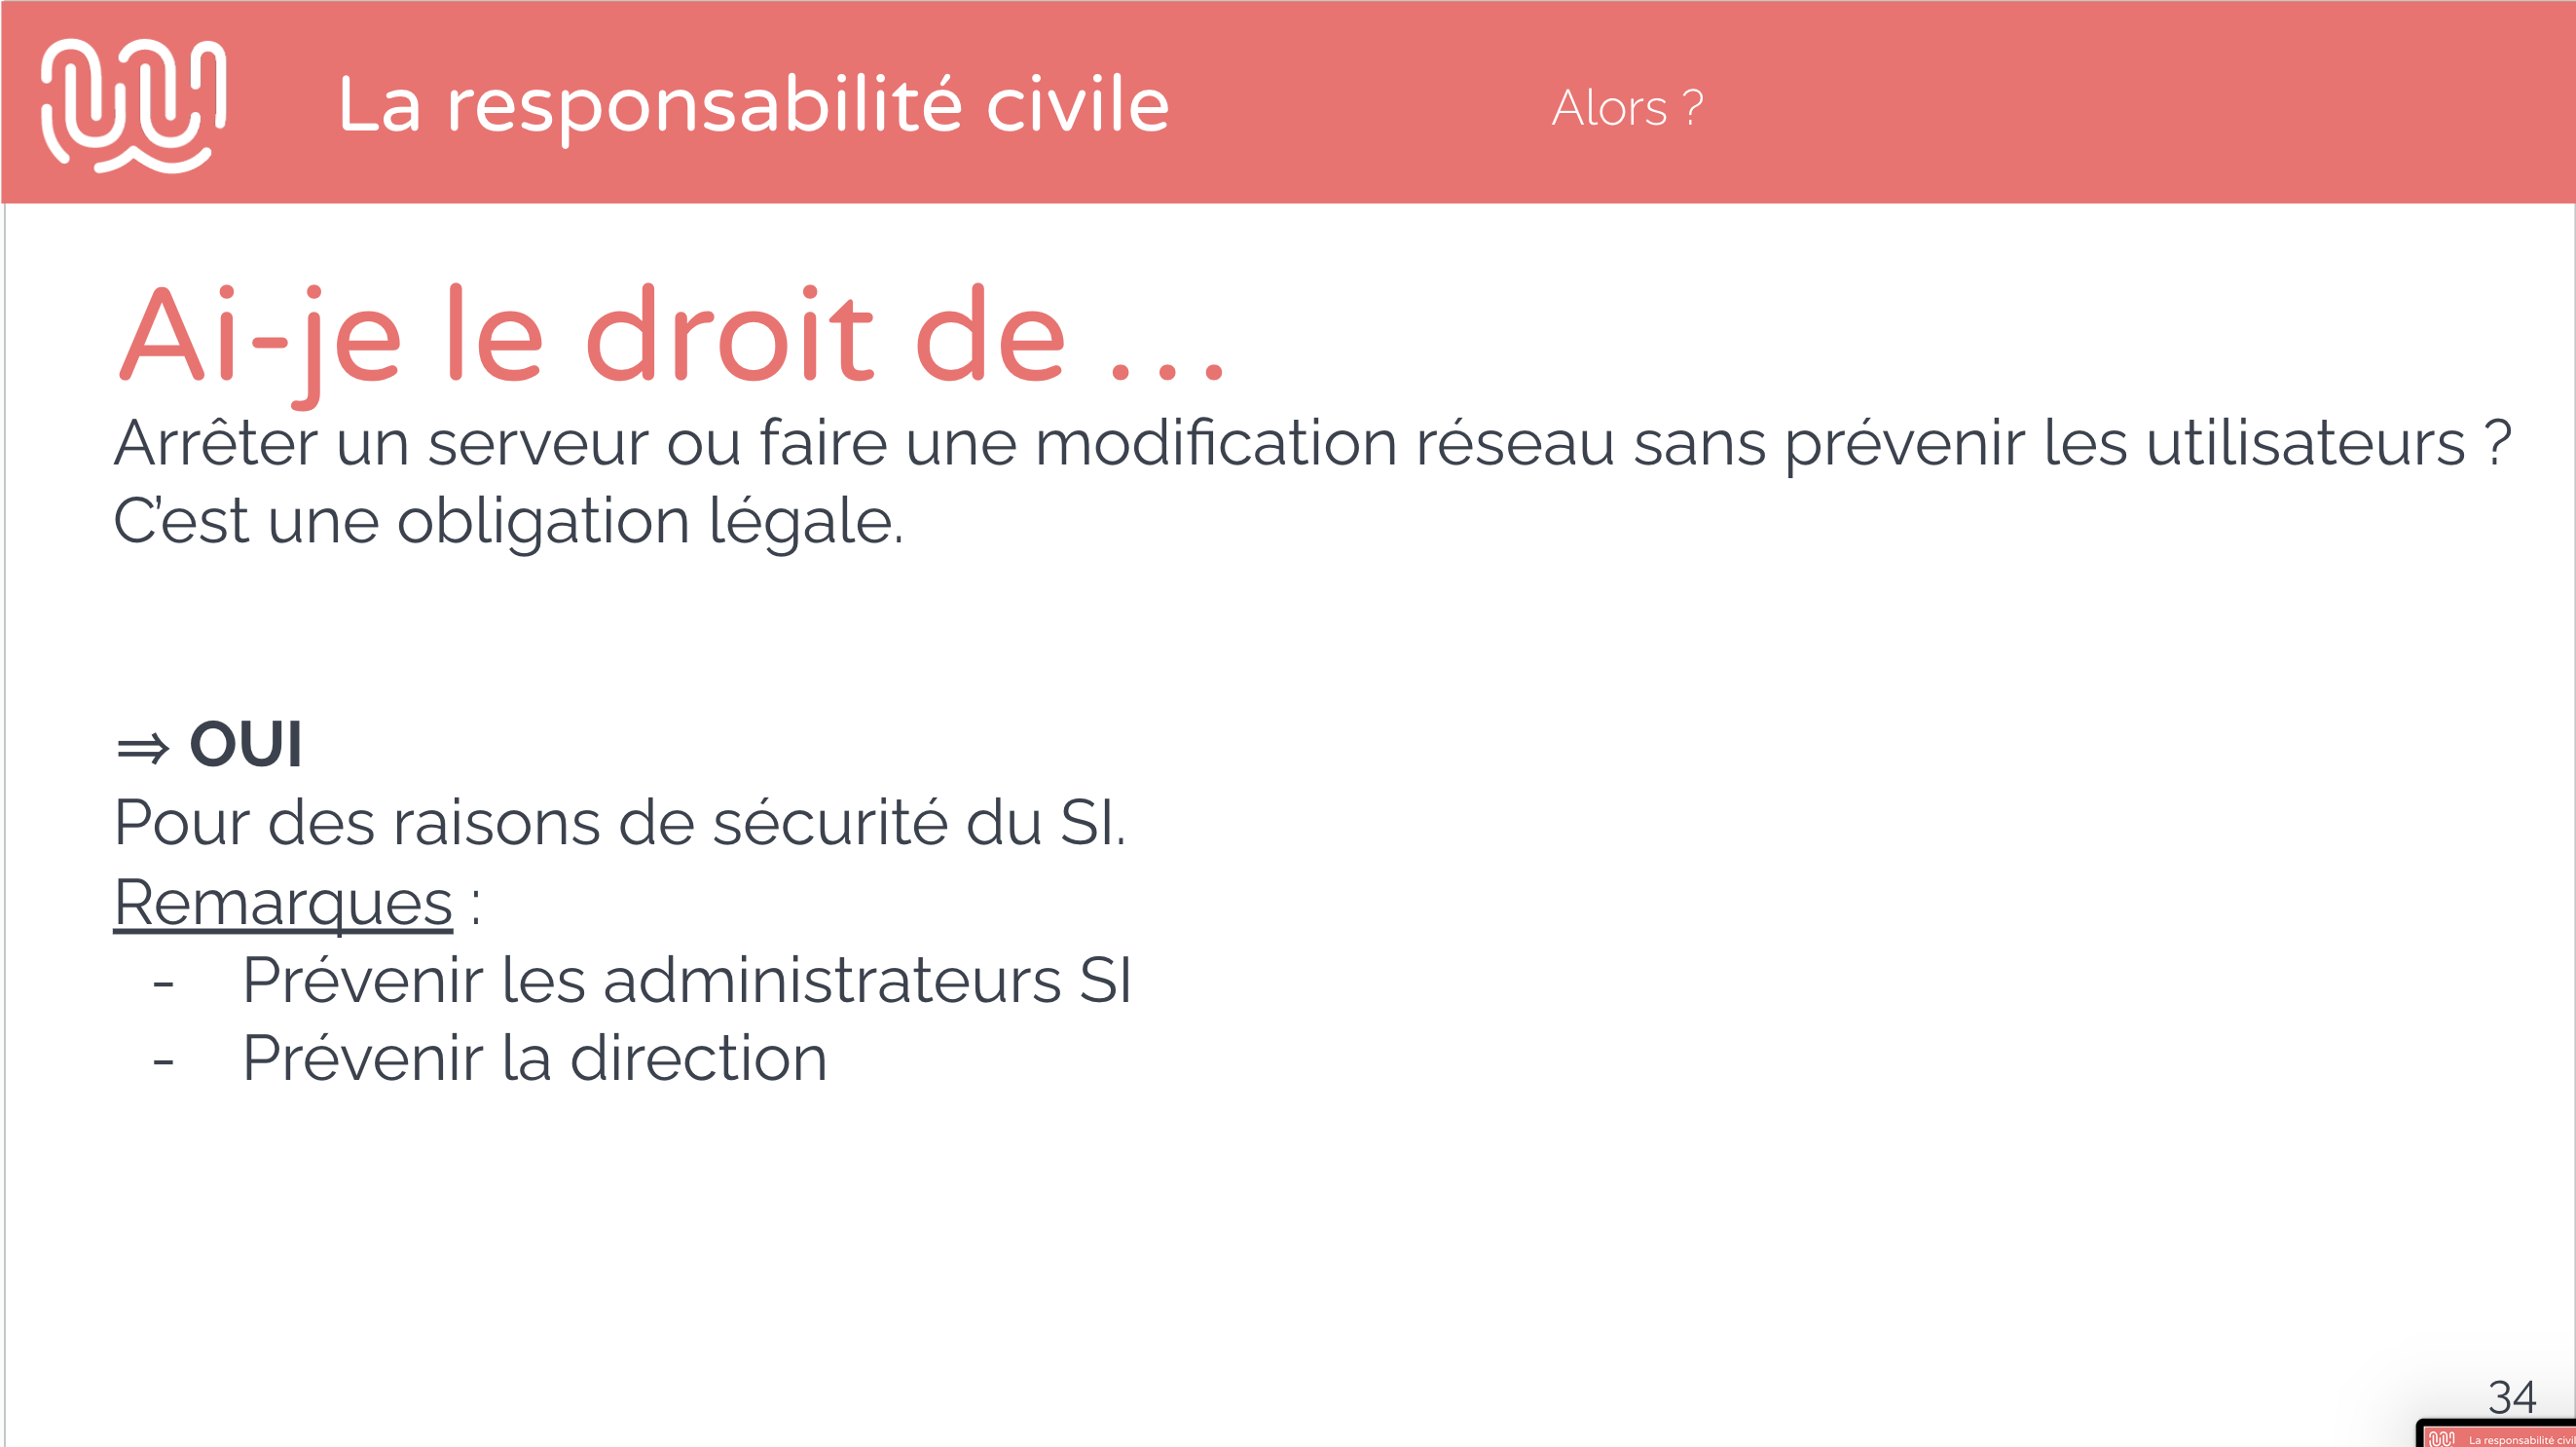 La responsabilité civile
Alors ?
Ai-je le droit de ...
Arrêter un serveur ou faire une modification réseau sans prévenir les utilisateurs ?
C'est une obligation légale.
⇒ OUI
Pour des raisons de sécurité du SI.
Remarques :
- Prévenir les administrateurs SI
- Prévenir la direction
34
La responsabilité civil